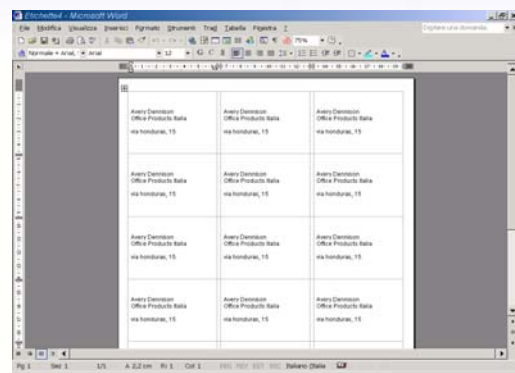 Etichette4 - Microsoft Word
File Modifica Visualizza Inserisci Formato Strumenti Tabella Finestra ?
Digitare una domanda.
Normale + Arial, Arial 12 G C S
75%
Avery Dennison Avery Dennison Avery Dennison
Office Products Italia Office Products Italia Office Products Italia
via honduras, 15 via honduras, 15 via honduras, 15
Avery Dennison Avery Dennison Avery Dennison
Office Products Italia Office Products Italia Office Products Italia
via honduras, 15 via honduras, 15 via honduras, 15
Avery Dennison Avery Dennison Avery Dennison
Office Products Italia Office Products Italia Office Products Italia
via honduras, 15 via honduras, 15 via honduras, 15
Avery Dennison Avery Dennison Avery Dennison
Office Products Italia Office Products Italia Office Products Italia
via honduras, 15 via honduras, 15 via honduras, 15
Pg 1 Sez 1 1/1 A 2,2 cm Ri 1 Col 1 REG REV EST SSC Italiano (Italia